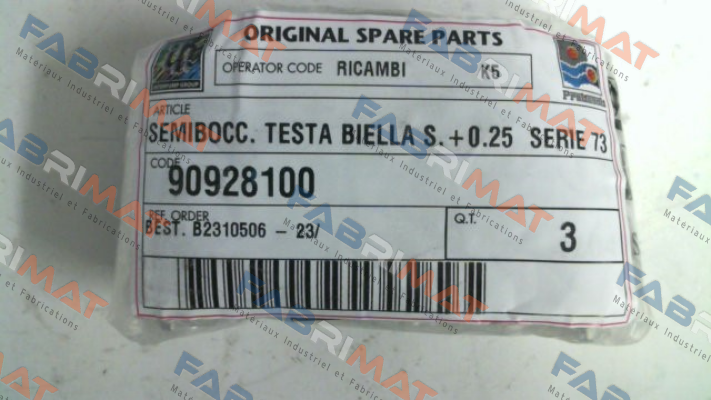 ORIGINAL SPARE PARTS
OPERATOR CODE RICAMBI K5
ARTICLE
SEMIBOCC. TESTA BIELLA S. +0.25 SERIE 73
CODE
90928100
REF. ORDER
BEST. B2310506 - 23/
Q.T.
3
FABRIMAT
Materiaux Industriel et Fabrications